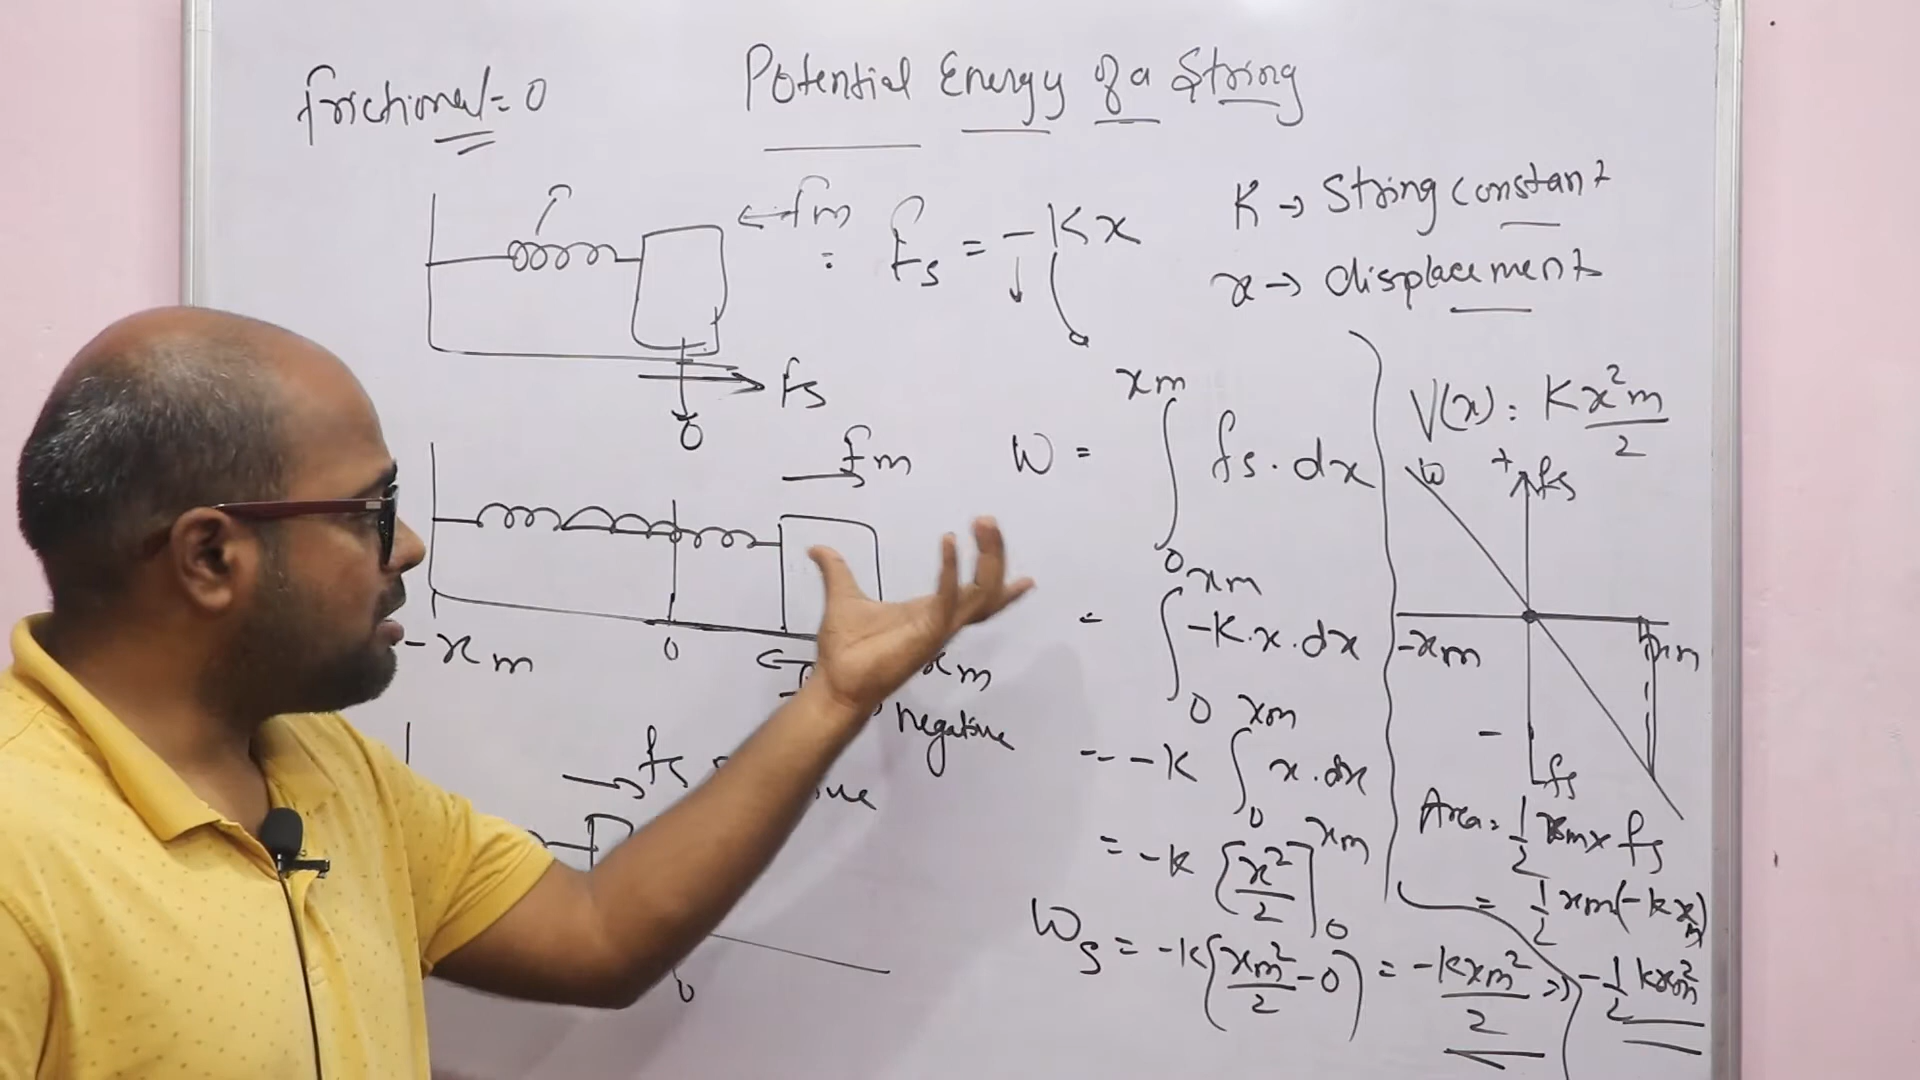 Potential Energy of a String
frictional = 0
← fm
fs = -Kx
K → String constant
x → displacement
fs
0
fm
-xm
0
xm
negative
fs
0
W = ∫ fs . dx
xm
0
= ∫ -K.x.dx
xm
0
= -K ∫ x.dx
xm
0
= -K [x²/2]
xm
0
Ws = -K(xm²/2 - 0) = -Kxm²/2 ⇒ -1/2 Kxm²
V(x) : Kx²m/2
+ fs
-xm
xm
-
-fs
Area = 1/2 xm × fs
= 1/2 xm(-Kxm)